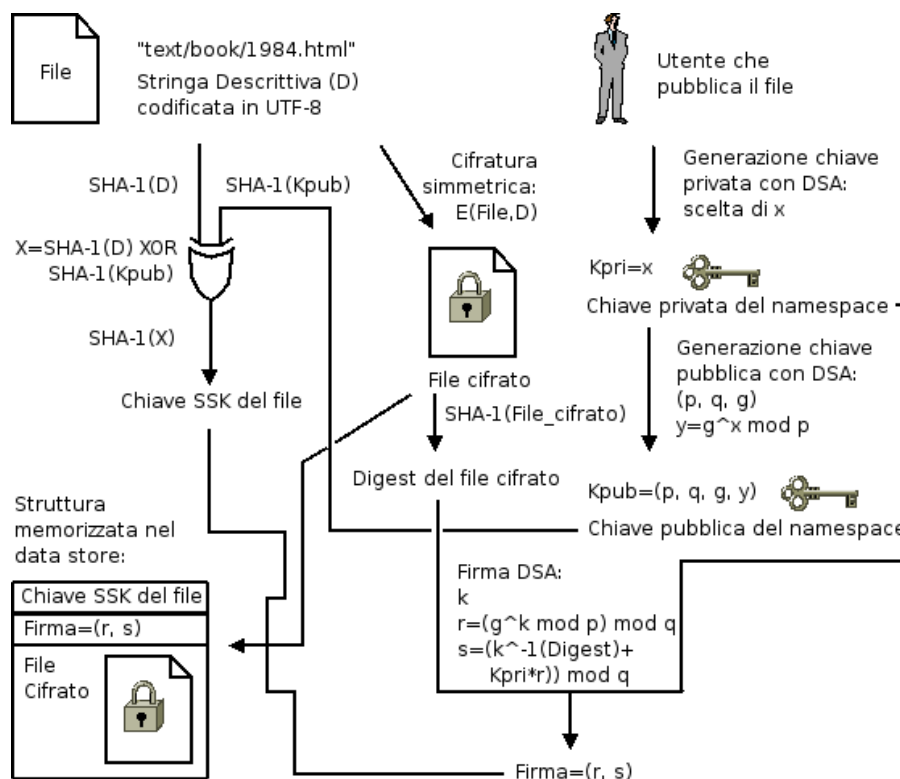 File
"text/book/1984.html"
Stringa Descrittiva (D)
codificata in UTF-8
Utente che
pubblica il file
SHA-1(D)
SHA-1(Kpub)
Cifratura
simmetrica:
E(File,D)
Generazione chiave
privata con DSA:
scelta di x
X=SHA-1(D) XOR
SHA-1(Kpub)
Kpri=x
Chiave privata del namespace
SHA-1(X)
Generazione chiave
pubblica con DSA:
(p, q, g)
y=g^x mod p
File cifrato
Chiave SSK del file
SHA-1(File_cifrato)
Digest del file cifrato
Kpub=(p, q, g, y)
Chiave pubblica del namespace
Struttura
memorizzata nel
data store:
Firma DSA:
k
r=(g^k mod p) mod q
s=(k^-1(Digest)+
Kpri*r)) mod q
Chiave SSK del file
Firma=(r, s)
File
Cifrato
Firma=(r, s)